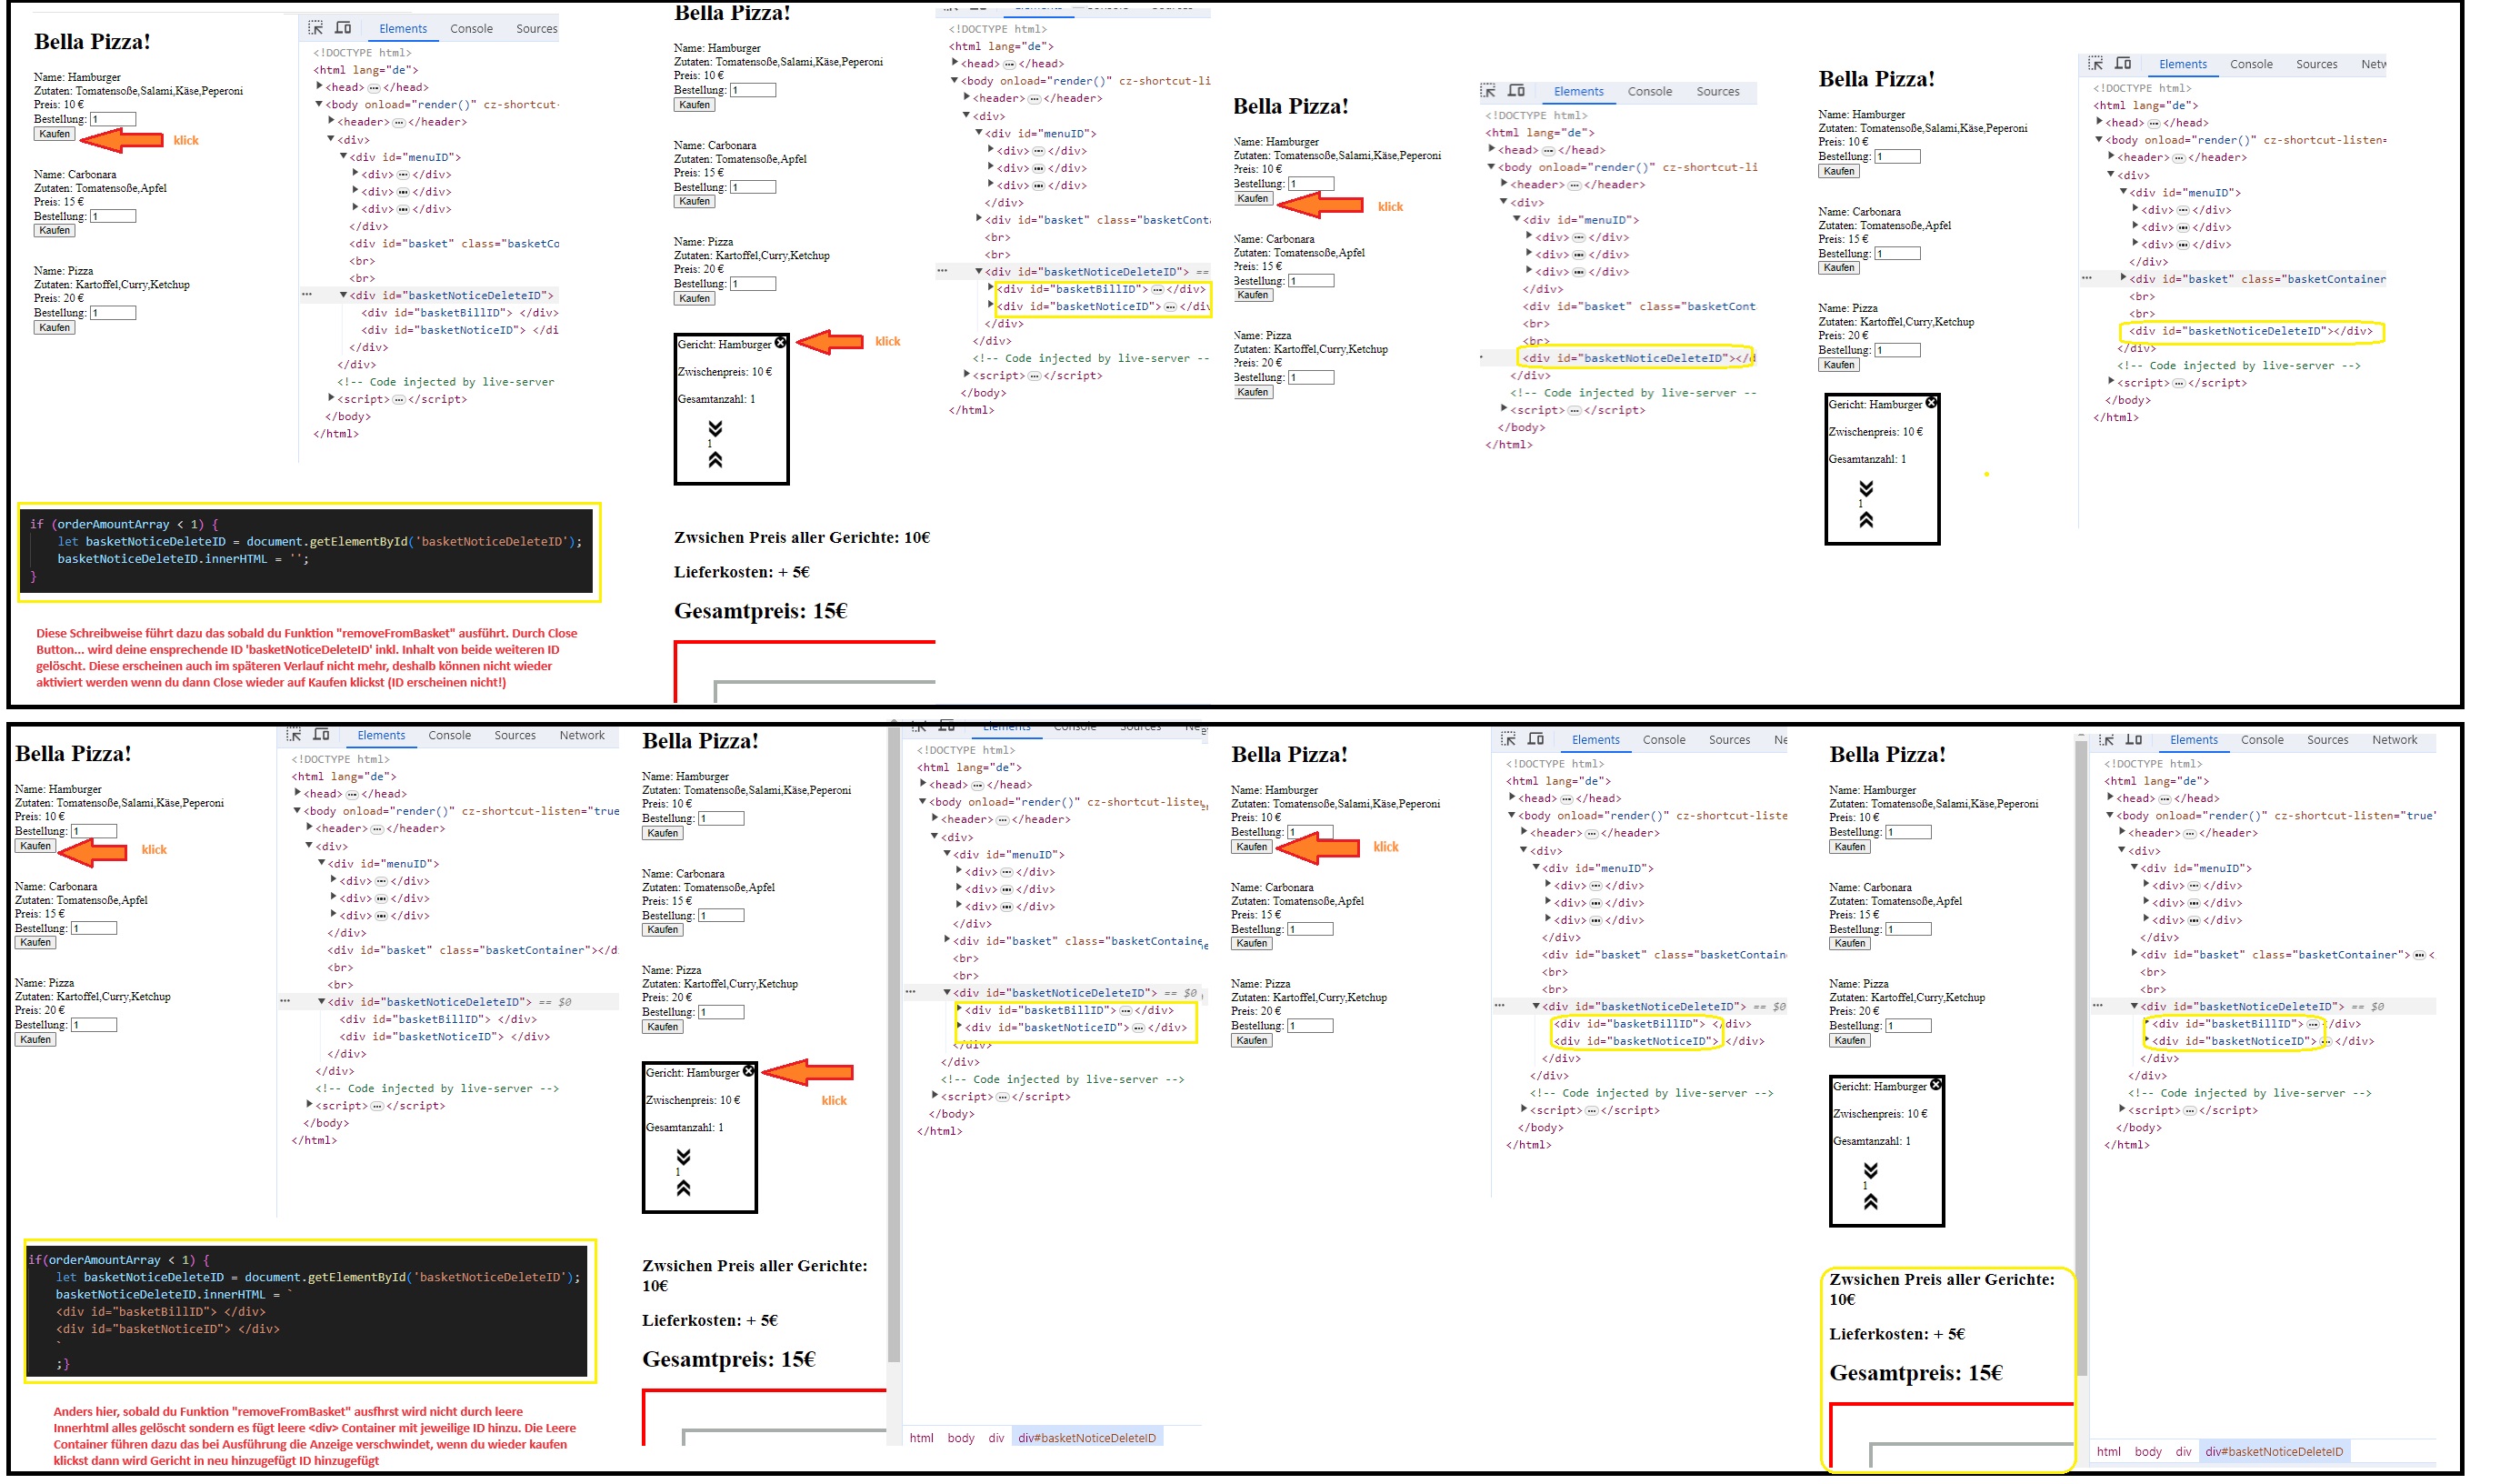 Bella Pizza!
Name: Hamburger
Zutaten: Tomatensoße,Salami,Käse,Peperoni
Preis: 10 €
Bestellung: 1
Kaufen
klick
Name: Carbonara
Zutaten: Tomatensoße,Apfel
Preis: 15 €
Bestellung: 1
Kaufen
Name: Pizza
Zutaten: Kartoffel,Curry,Ketchup
Preis: 20 €
Bestellung: 1
Kaufen
Elements Console Sources
<!DOCTYPE html>
<html lang="de">
<head> ⋯ </head>
<body onload="render()" cz-shortcut-
<header> ⋯ </header>
<div>
<div id="menuID">
<div> ⋯ </div>
<div> ⋯ </div>
<div> ⋯ </div>
</div>
<div id="basket" class="basketCo
<br>
<br>
<div id="basketNoticeDeleteID">
<div id="basketBillID"> </div>
<div id="basketNoticeID"> </di
</div>
</div>
<!-- Code injected by live-server
<script> ⋯ </script>
</body>
</html>
if (orderAmountArray < 1) {
let basketNoticeDeleteID = document.getElementById('basketNoticeDeleteID');
basketNoticeDeleteID.innerHTML = '';
}
Diese Schreibweise führt dazu das sobald du Funktion "removeFromBasket" ausführt. Durch Close
Button... wird deine ensprechende ID 'basketNoticeDeleteID' inkl. Inhalt von beide weiteren ID
gelöscht. Diese erscheinen auch im späteren Verlauf nicht mehr, deshalb können nicht wieder
aktiviert werden wenn du dann Close wieder auf Kaufen klickst (ID erscheinen nicht!)
Bella Pizza!
Name: Hamburger
Zutaten: Tomatensoße,Salami,Käse,Peperoni
Preis: 10 €
Bestellung: 1
Kaufen
Name: Carbonara
Zutaten: Tomatensoße,Apfel
Preis: 15 €
Bestellung: 1
Kaufen
Name: Pizza
Zutaten: Kartoffel,Curry,Ketchup
Preis: 20 €
Bestellung: 1
Kaufen
Gericht: Hamburger
klick
Zwischenpreis: 10 €
Gesamtanzahl: 1
1
Zwsichen Preis aller Gerichte: 10€
Lieferkosten: + 5€
Gesamtpreis: 15€
<!DOCTYPE html>
<html lang="de">
<head> ⋯ </head>
<body onload="render()" cz-shortcut-li
<header> ⋯ </header>
<div>
<div id="menuID">
<div> ⋯ </div>
<div> ⋯ </div>
<div> ⋯ </div>
</div>
<div id="basket" class="basketConta
<br>
<br>
<div id="basketNoticeDeleteID"> ==
<div id="basketBillID"> ⋯ </div>
<div id="basketNoticeID"> ⋯ </div
</div>
</div>
<!-- Code injected by live-server --
<script> ⋯ </script>
</body>
</html>
Bella Pizza!
Name: Hamburger
Zutaten: Tomatensoße,Salami,Käse,Peperoni
Preis: 10 €
Bestellung: 1
Kaufen
klick
Name: Carbonara
Zutaten: Tomatensoße,Apfel
Preis: 15 €
Bestellung: 1
Kaufen
Name: Pizza
Zutaten: Kartoffel,Curry,Ketchup
Preis: 20 €
Bestellung: 1
Kaufen
Elements Console Sources
<!DOCTYPE html>
<html lang="de">
<head> ⋯ </head>
<body onload="render()" cz-shortcut-li
<header> ⋯ </header>
<div>
<div id="menuID">
<div> ⋯ </div>
<div> ⋯ </div>
<div> ⋯ </div>
</div>
<div id="basket" class="basketCont
<br>
<br>
<div id="basketNoticeDeleteID"></d
</div>
<!-- Code injected by live-server --
<script> ⋯ </script>
</body>
</html>
Bella Pizza!
Name: Hamburger
Zutaten: Tomatensoße,Salami,Käse,Peperoni
Preis: 10 €
Bestellung: 1
Kaufen
Name: Carbonara
Zutaten: Tomatensoße,Apfel
Preis: 15 €
Bestellung: 1
Kaufen
Name: Pizza
Zutaten: Kartoffel,Curry,Ketchup
Preis: 20 €
Bestellung: 1
Kaufen
Gericht: Hamburger
Zwischenpreis: 10 €
Gesamtanzahl: 1
1
Elements Console Sources Netw
<!DOCTYPE html>
<html lang="de">
<head> ⋯ </head>
<body onload="render()" cz-shortcut-listen=
<header> ⋯ </header>
<div>
<div id="menuID">
<div> ⋯ </div>
<div> ⋯ </div>
<div> ⋯ </div>
</div>
<div id="basket" class="basketContainer
<br>
<br>
<div id="basketNoticeDeleteID"></div>
</div>
<!-- Code injected by live-server -->
<script> ⋯ </script>
</body>
</html>
Bella Pizza!
Name: Hamburger
Zutaten: Tomatensoße,Salami,Käse,Peperoni
Preis: 10 €
Bestellung: 1
Kaufen
klick
Name: Carbonara
Zutaten: Tomatensoße,Apfel
Preis: 15 €
Bestellung: 1
Kaufen
Name: Pizza
Zutaten: Kartoffel,Curry,Ketchup
Preis: 20 €
Bestellung: 1
Kaufen
Elements Console Sources Network
<!DOCTYPE html>
<html lang="de">
<head> ⋯ </head>
<body onload="render()" cz-shortcut-listen="true
<header> ⋯ </header>
<div>
<div id="menuID">
<div> ⋯ </div>
<div> ⋯ </div>
<div> ⋯ </div>
</div>
<div id="basket" class="basketContainer"></d
<br>
<br>
<div id="basketNoticeDeleteID"> == $0
<div id="basketBillID"> </div>
<div id="basketNoticeID"> </div>
</div>
</div>
<!-- Code injected by live-server -->
<script> ⋯ </script>
</body>
</html>
if(orderAmountArray < 1) {
let basketNoticeDeleteID = document.getElementById('basketNoticeDeleteID');
basketNoticeDeleteID.innerHTML = `
<div id="basketBillID"> </div>
<div id="basketNoticeID"> </div>
`
;}
Anders hier, sobald du Funktion "removeFromBasket" ausfhrst wird nicht durch leere
Innerhtml alles gelöscht sondern es fügt leere <div> Container mit jeweilige ID hinzu. Die Leere
Container führen dazu das bei Ausführung die Anzeige verschwindet, wenn du wieder kaufen
klickst dann wird Gericht in neu hinzugefügt ID hinzugefügt
Bella Pizza!
Name: Hamburger
Zutaten: Tomatensoße,Salami,Käse,Peperoni
Preis: 10 €
Bestellung: 1
Kaufen
Name: Carbonara
Zutaten: Tomatensoße,Apfel
Preis: 15 €
Bestellung: 1
Kaufen
Name: Pizza
Zutaten: Kartoffel,Curry,Ketchup
Preis: 20 €
Bestellung: 1
Kaufen
Gericht: Hamburger
klick
Zwischenpreis: 10 €
Gesamtanzahl: 1
1
Zwsichen Preis aller Gerichte:
10€
Lieferkosten: + 5€
Gesamtpreis: 15€
Elements Console Sources Ne
<!DOCTYPE html>
<html lang="de">
<head> ⋯ </head>
<body onload="render()" cz-shortcut-listen
<header> ⋯ </header>
<div>
<div id="menuID">
<div> ⋯ </div>
<div> ⋯ </div>
<div> ⋯ </div>
</div>
<div id="basket" class="basketContaine
<br>
<br>
<div id="basketNoticeDeleteID"> == $0
<div id="basketBillID"> ⋯ </div>
<div id="basketNoticeID"> ⋯ </div>
</div>
</div>
<!-- Code injected by live-server -->
<script> ⋯ </script>
</body>
</html>
html body div div#basketNoticeDeleteID
Bella Pizza!
Name: Hamburger
Zutaten: Tomatensoße,Salami,Käse,Peperoni
Preis: 10 €
Bestellung: 1
Kaufen
klick
Name: Carbonara
Zutaten: Tomatensoße,Apfel
Preis: 15 €
Bestellung: 1
Kaufen
Name: Pizza
Zutaten: Kartoffel,Curry,Ketchup
Preis: 20 €
Bestellung: 1
Kaufen
Elements Console Sources Ne
<!DOCTYPE html>
<html lang="de">
<head> ⋯ </head>
<body onload="render()" cz-shortcut-liste
<header> ⋯ </header>
<div>
<div id="menuID">
<div> ⋯ </div>
<div> ⋯ </div>
<div> ⋯ </div>
</div>
<div id="basket" class="basketContain
<br>
<br>
<div id="basketNoticeDeleteID"> == $0
<div id="basketBillID"> </div>
<div id="basketNoticeID"> </div>
</div>
</div>
<!-- Code injected by live-server -->
<script> ⋯ </script>
</body>
</html>
Bella Pizza!
Name: Hamburger
Zutaten: Tomatensoße,Salami,Käse,Peperoni
Preis: 10 €
Bestellung: 1
Kaufen
Name: Carbonara
Zutaten: Tomatensoße,Apfel
Preis: 15 €
Bestellung: 1
Kaufen
Name: Pizza
Zutaten: Kartoffel,Curry,Ketchup
Preis: 20 €
Bestellung: 1
Kaufen
Gericht: Hamburger
Zwischenpreis: 10 €
Gesamtanzahl: 1
1
Zwsichen Preis aller Gerichte:
10€
Lieferkosten: + 5€
Gesamtpreis: 15€
Elements Console Sources Network
<!DOCTYPE html>
<html lang="de">
<head> ⋯ </head>
<body onload="render()" cz-shortcut-listen="true"
<header> ⋯ </header>
<div>
<div id="menuID">
<div> ⋯ </div>
<div> ⋯ </div>
<div> ⋯ </div>
</div>
<div id="basket" class="basketContainer"> ⋯ <
<br>
<br>
<div id="basketNoticeDeleteID"> == $0
<div id="basketBillID"> ⋯ </div>
<div id="basketNoticeID"> ⋯ </div>
</div>
</div>
<!-- Code injected by live-server -->
<script> ⋯ </script>
</body>
</html>
html body div div#basketNoticeDeleteID